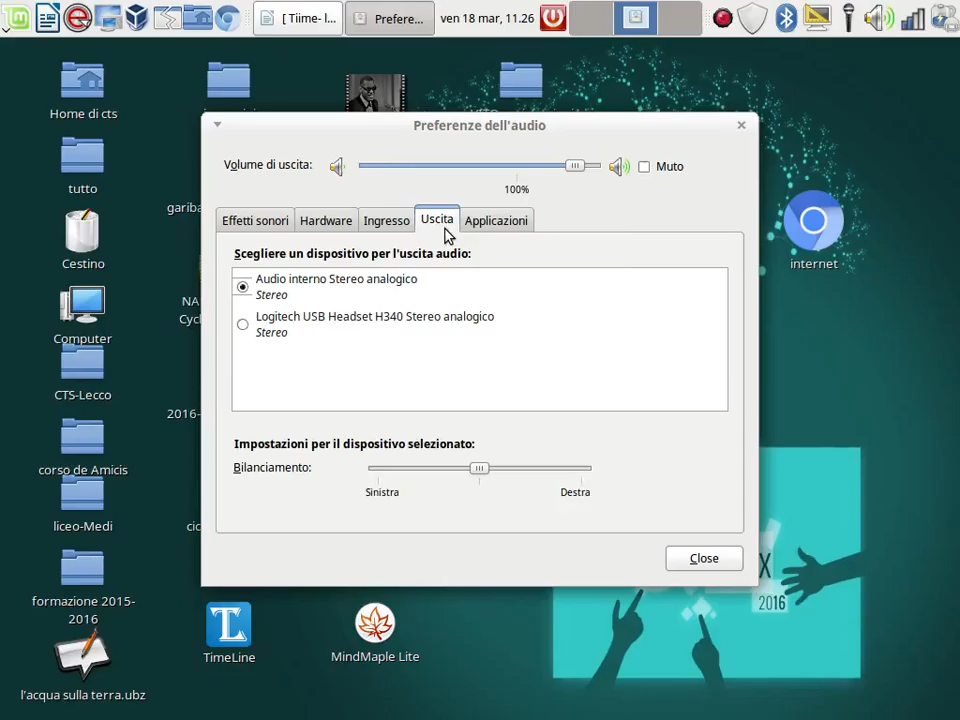 [ Tiime- l...
Prefere...
ven 18 mar, 11.26
Home di cts
tutto
Cestino
Computer
CTS-Lecco
corso de Amicis
liceo-Medi
formazione 2015-
2016
l'acqua sulla terra.ubz
gariba
NA
Cycl
2016-
cic
TimeLine
MindMaple Lite
internet
X
2016
Preferenze dell'audio
Volume di uscita:
Muto
100%
Effetti sonori
Hardware
Ingresso
Uscita
Applicazioni
Scegliere un dispositivo per l'uscita audio:
Audio interno Stereo analogico
Stereo
Logitech USB Headset H340 Stereo analogico
Stereo
Impostazioni per il dispositivo selezionato:
Bilanciamento:
Sinistra
Destra
Close